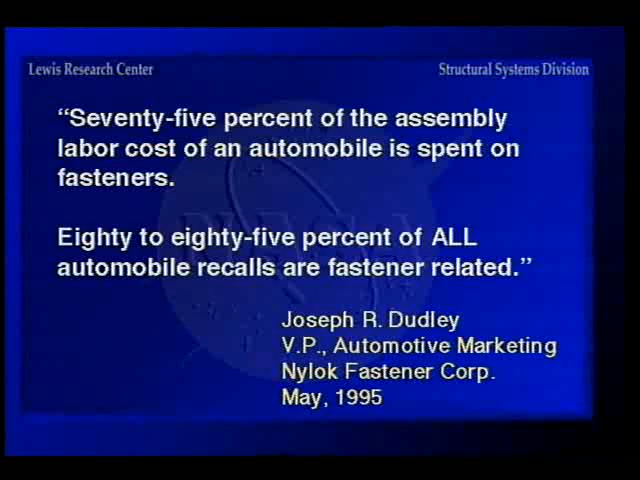 Lewis Research Center
Structural Systems Division
“Seventy-five percent of the assembly
labor cost of an automobile is spent on
fasteners.
Eighty to eighty-five percent of ALL
automobile recalls are fastener related.”
Joseph R. Dudley
V.P., Automotive Marketing
Nylok Fastener Corp.
May, 1995